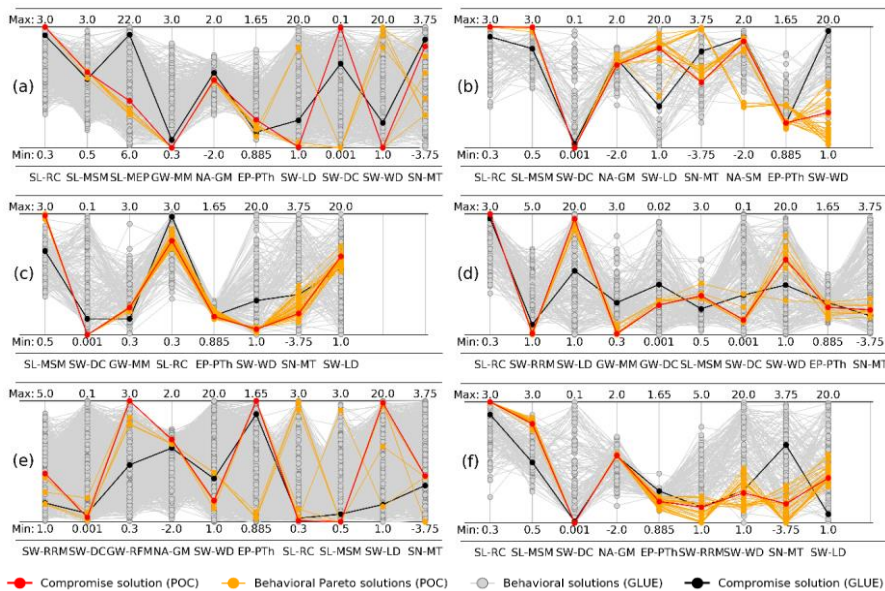 Max: 3.0 3.0 22.0 3.0 2.0 1.65 20.0 0.1 20.0 3.75
(a)
Min: 0.3 0.5 6.0 0.3 -2.0 0.885 1.0 0.001 1.0 -3.75
SL-RC SL-MSM SL-MEP GW-MM NA-GM EP-PTh SW-LD SW-DC SW-WD SN-MT
Max: 3.0 3.0 0.1 2.0 20.0 3.75 2.0 1.65 20.0
(b)
Min: 0.3 0.5 0.001 -2.0 1.0 -3.75 -2.0 0.885 1.0
SL-RC SL-MSM SW-DC NA-GM SW-LD SN-MT NA-SM EP-PTh SW-WD
Max: 3.0 0.1 3.0 3.0 1.65 20.0 3.75 20.0
(c)
Min: 0.5 0.001 0.3 0.3 0.885 1.0 -3.75 1.0
SL-MSM SW-DC GW-MM SL-RC EP-PTh SW-WD SN-MT SW-LD
Max: 3.0 5.0 20.0 3.0 0.02 3.0 0.1 20.0 1.65 3.75
(d)
Min: 0.3 1.0 1.0 0.3 0.001 0.5 0.001 1.0 0.885 -3.75
SL-RC SW-RRM SW-LD GW-MM GW-DC SL-MSM SW-DC SW-WD EP-PTh SN-MT
Max: 5.0 0.1 3.0 2.0 20.0 1.65 3.0 3.0 20.0 3.75
(e)
Min: 1.0 0.001 0.3 -2.0 1.0 0.885 0.3 0.5 1.0 -3.75
SW-RRM SW-DC GW-RFM NA-GM SW-WD EP-PTh SL-RC SL-MSM SW-LD SN-MT
Max: 3.0 3.0 0.1 2.0 1.65 5.0 20.0 3.75 20.0
(f)
Min: 0.3 0.5 0.001 -2.0 0.885 1.0 1.0 -3.75 1.0
SL-RC SL-MSM SW-DC NA-GM EP-PTh SW-RRM SW-WD SN-MT SW-LD
Compromise solution (POC) Behavioral Pareto solutions (POC) Behavioral solutions (GLUE) Compromise solution (GLUE)